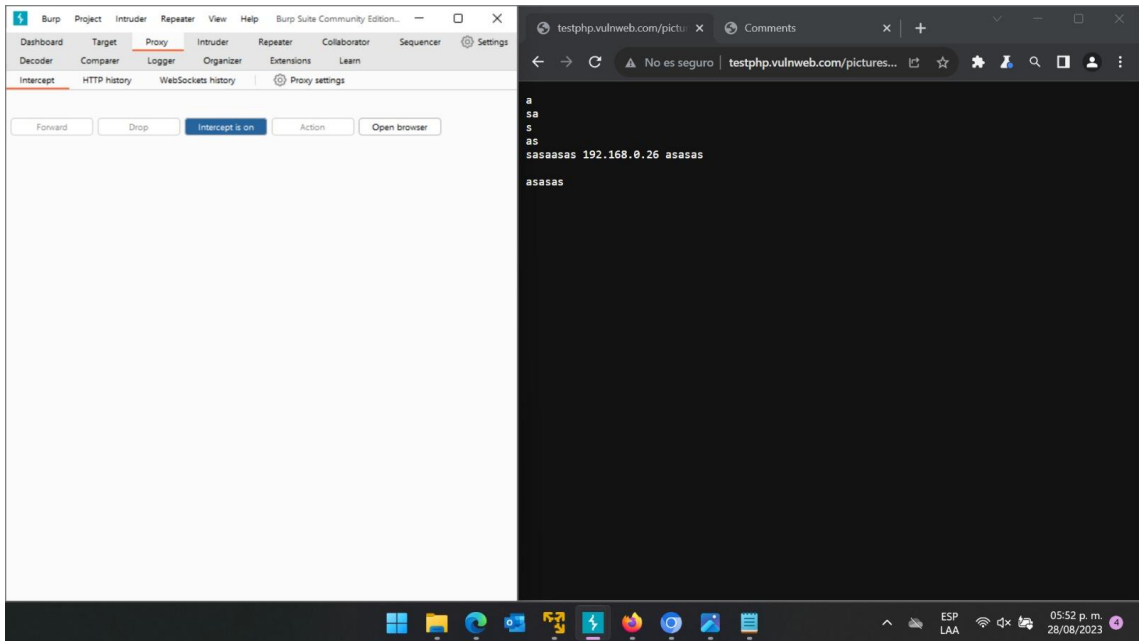 Burp Project Intruder Repeater View Help Burp Suite Community Edition...
Dashboard Target Proxy Intruder Repeater Collaborator Sequencer Settings
Decoder Comparer Logger Organizer Extensions Learn
Intercept HTTP history WebSockets history Proxy settings
Forward Drop Intercept is on Action Open browser
testphp.vulnweb.com/pictu Comments
No es seguro testphp.vulnweb.com/pictures...
a
sa
s
as
sasaasas 192.168.0.26 asasas
asasas
ESP
LAA
05:52 p. m.
28/08/2023
4